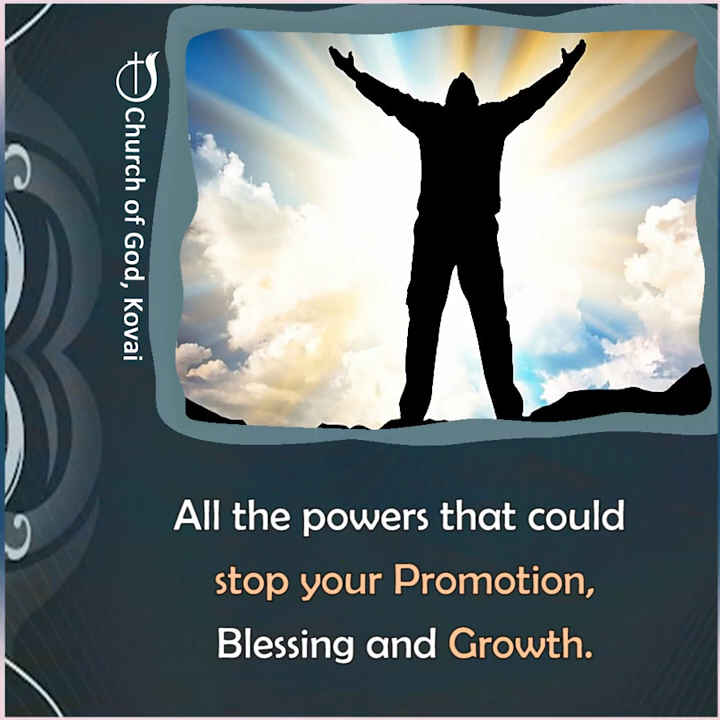 Church of God, Kovai
All the powers that could
stop your Promotion,
Blessing and Growth.